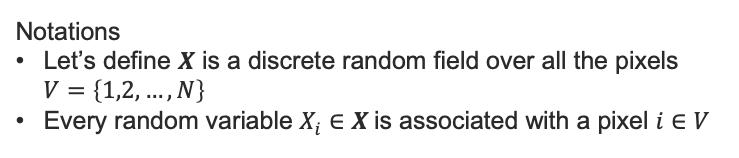 Notations
• Let's define X is a discrete random field over all the pixels
V = {1,2, …, N}
• Every random variable Xᵢ ∈ X is associated with a pixel i ∈ V